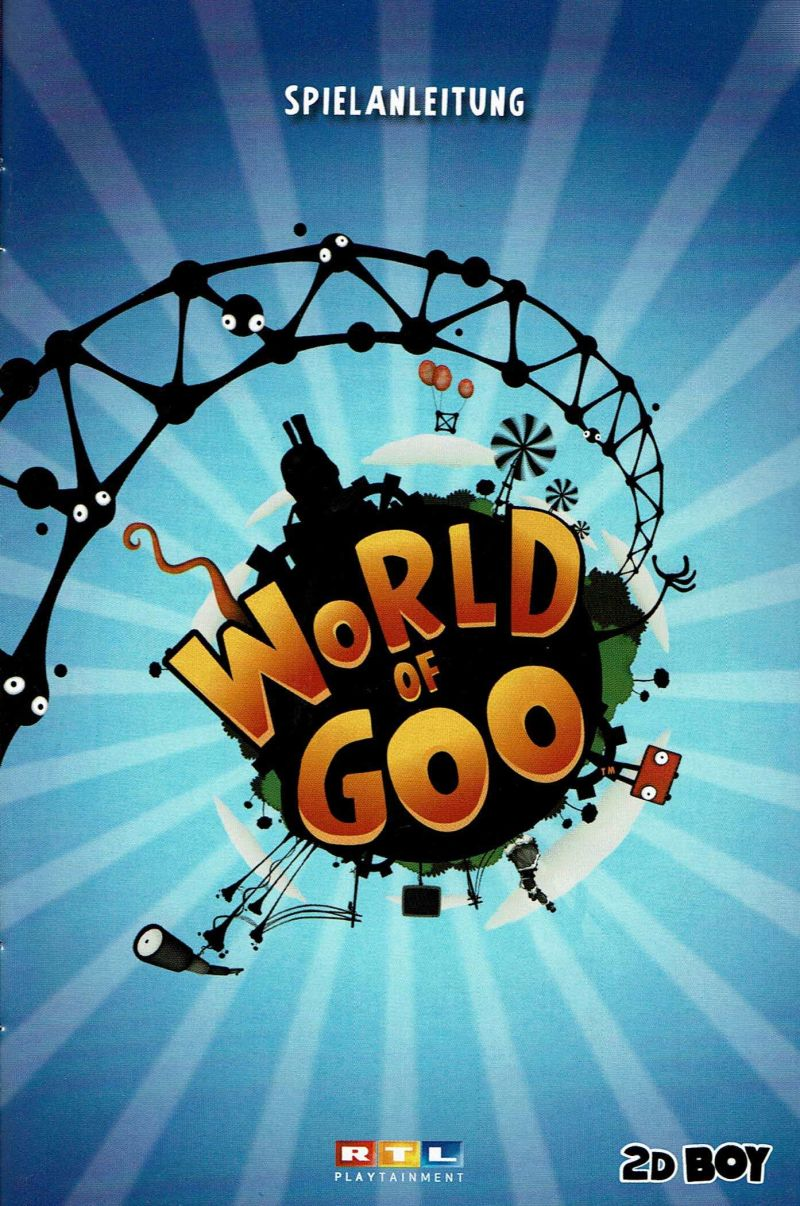 SPIELANLEITUNG
WORLD
OF
GOO
TM
RTL
PLAYTAINMENT
2D BOY